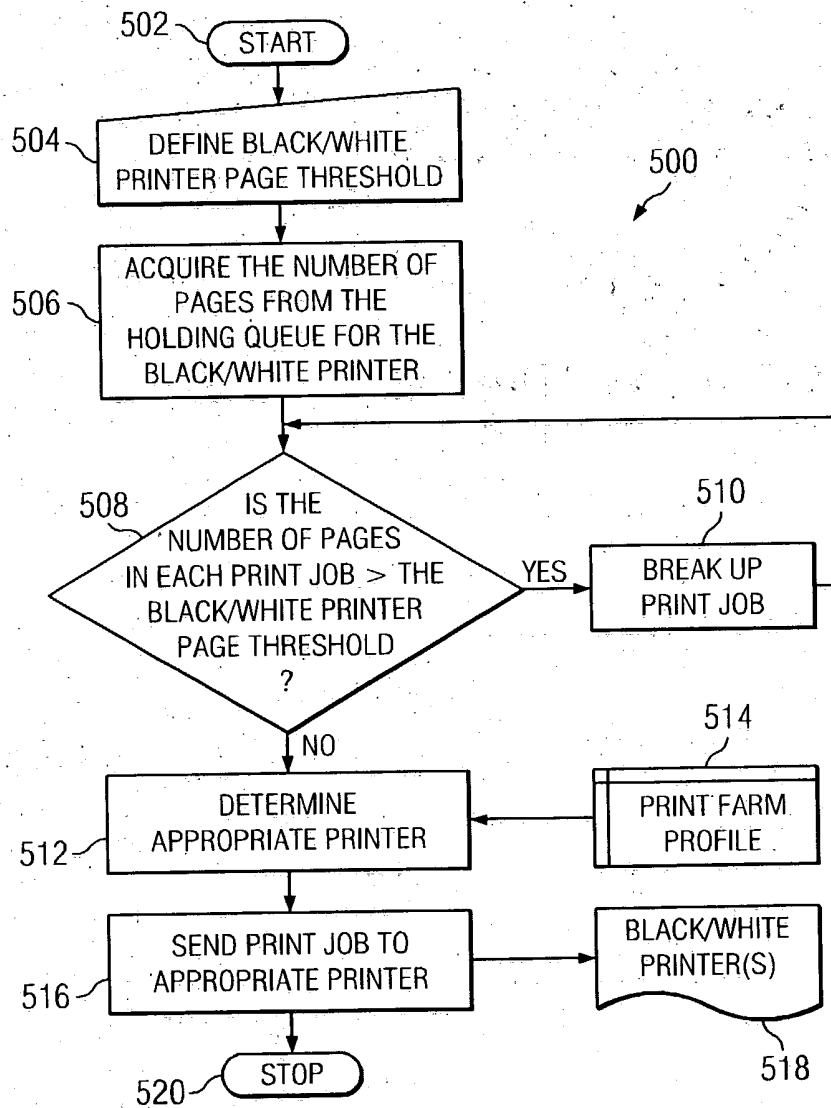 502
START
504
DEFINE BLACK/WHITE
PRINTER PAGE THRESHOLD
500
506
ACQUIRE THE NUMBER OF
PAGES FROM THE
HOLDING QUEUE FOR THE
BLACK/WHITE PRINTER
508
IS THE
NUMBER OF PAGES
IN EACH PRINT JOB > THE
BLACK/WHITE PRINTER
PAGE THRESHOLD
?
YES
510
BREAK UP
PRINT JOB
NO
512
DETERMINE
APPROPRIATE PRINTER
514
PRINT FARM
PROFILE
516
SEND PRINT JOB TO
APPROPRIATE PRINTER
BLACK/WHITE
PRINTER(S)
518
520
STOP